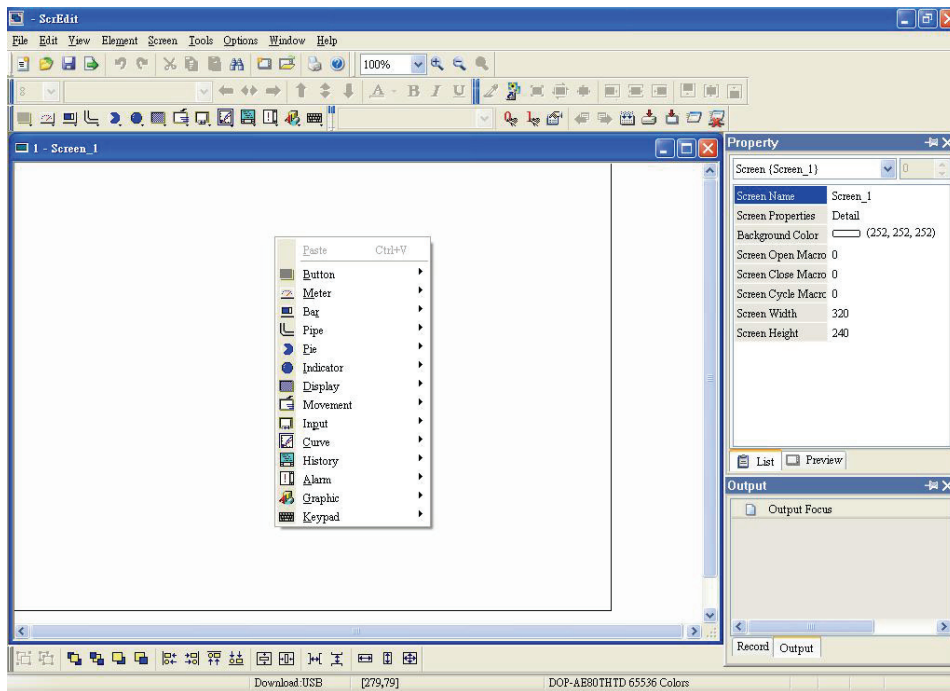 - ScrEdit
File Edit View Element Screen Tools Options Window Help
100%
8
A B I U
1 - Screen_1
Paste Ctrl+V
Button
Meter
Bar
Pipe
Pie
Indicator
Display
Movement
Input
Curve
History
Alarm
Graphic
Keypad
Property
Screen {Screen_1} 0
Screen Name Screen_1
Screen Properties Detail
Background Color (252, 252, 252)
Screen Open Macro 0
Screen Close Macro 0
Screen Cycle Macrc 0
Screen Width 320
Screen Height 240
List Preview
Output
Output Focus
Record Output
Download:USB [279,79] DOP-AE80THTD 65536 Colors